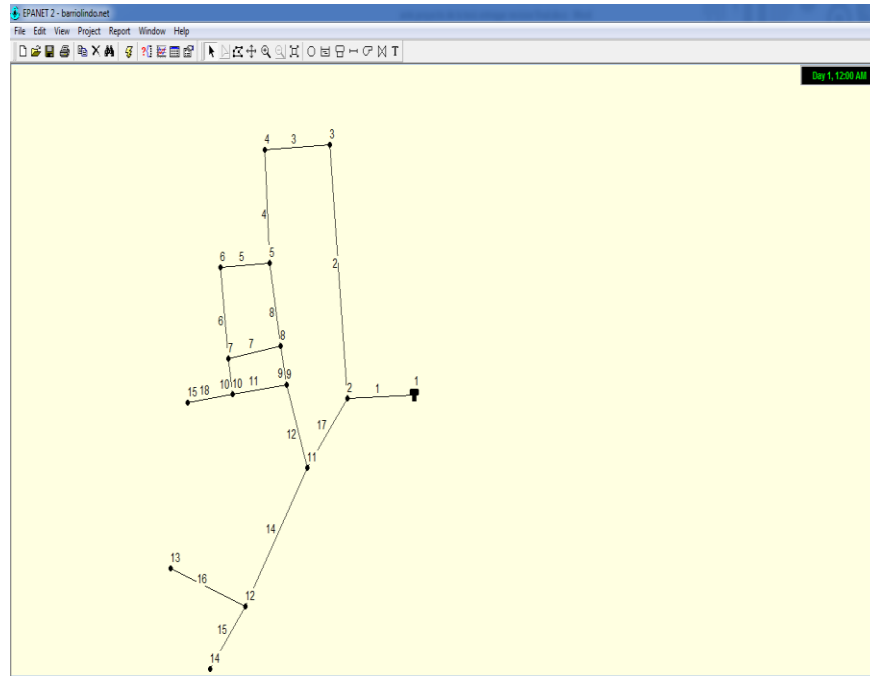 EPANET 2 - barriolindo.net
File Edit View Project Report Window Help
T
Day 1, 12:00 AM
4 3 3
4
6 5 5
2
8
6
7 7 8
9 9
15 18 10 10 11
2 1 1
17
12
11
14
13
16
12
15
14